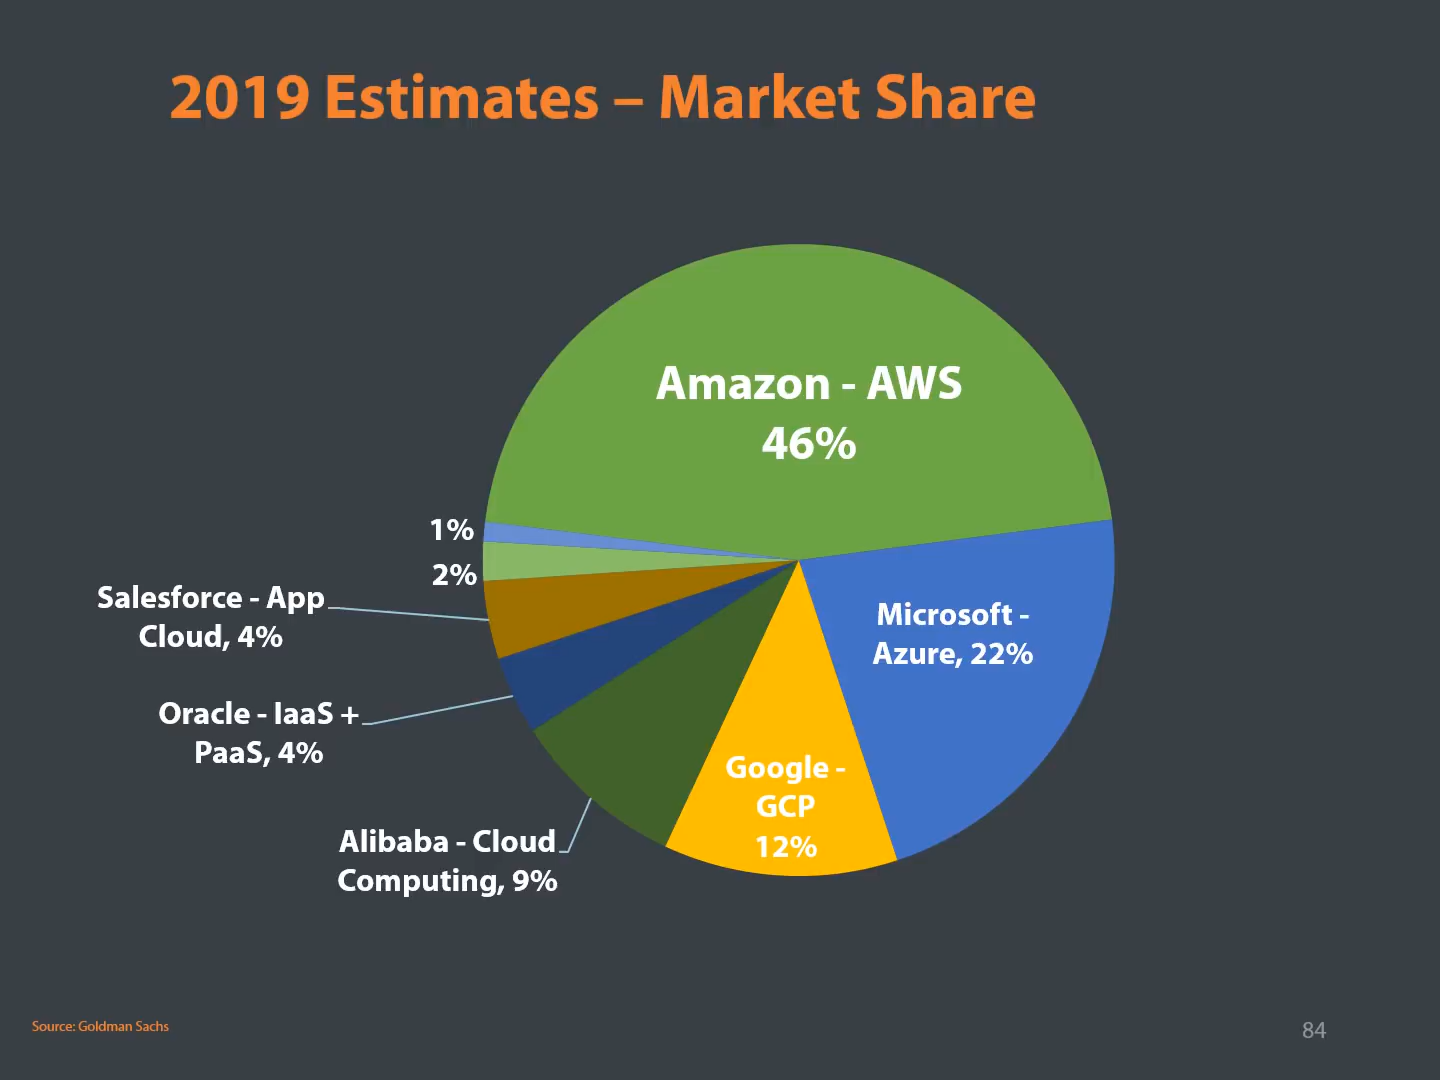 2019 Estimates – Market Share
Amazon - AWS
46%
Microsoft -
Azure, 22%
Google -
GCP
12%
Alibaba - Cloud
Computing, 9%
Oracle - IaaS +
PaaS, 4%
Salesforce - App
Cloud, 4%
2%
1%
Source: Goldman Sachs
84